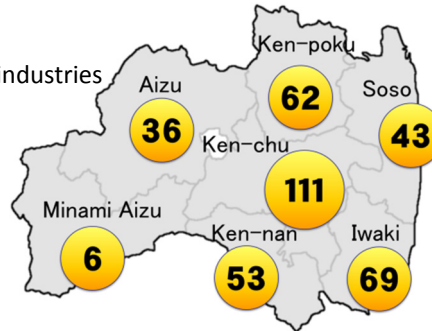 Ken-poku
industries
Aizu
62
Soso
36
43
Ken-chu
111
Minami Aizu
Ken-nan
Iwaki
6
53
69